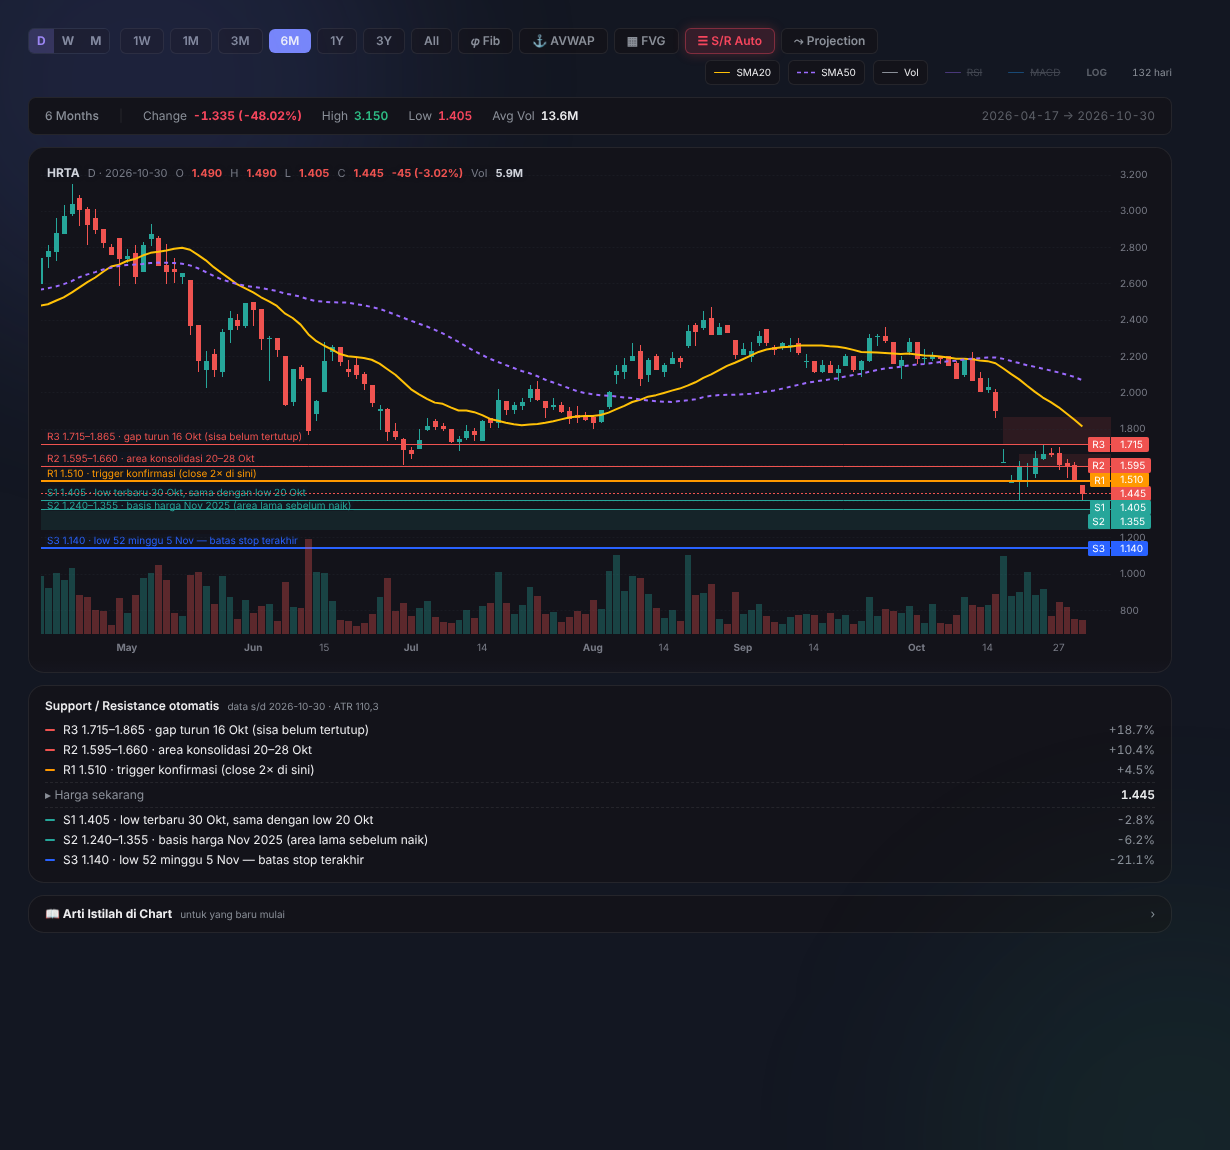 D W M 1W 1M 3M 6M 1Y 3Y All φ Fib ⚓ AVWAP ▦ FVG ☰ S/R Auto ⤳ Projection
SMA20 SMA50 Vol RSI MACD LOG 132 hari
6 Months Change -1.335 (-48.02%) High 3.150 Low 1.405 Avg Vol 13.6M 2026-04-17 → 2026-10-30
HRTA D · 2026-10-30 O 1.490 H 1.490 L 1.405 C 1.445 -45 (-3.02%) Vol 5.9M
3.200
3.000
2.800
2.600
2.400
2.200
2.000
1.800
R3 1.715–1.865 · gap turun 16 Okt (sisa belum tertutup)
R3 1.715
R2 1.595–1.660 · area konsolidasi 20–28 Okt
R2 1.595
R1 1.510 · trigger konfirmasi (close 2× di sini)
R1 1.510
S1 1.405 · low terbaru 30 Okt, sama dengan low 20 Okt
1.445
S2 1.240–1.355 · basis harga Nov 2025 (area lama sebelum naik)
S1 1.405
S2 1.355
1.200
S3 1.140 · low 52 minggu 5 Nov — batas stop terakhir
S3 1.140
1.000
800
May Jun 15 Jul 14 Aug 14 Sep 14 Oct 14 27
Support / Resistance otomatis data s/d 2026-10-30 · ATR 110,3
R3 1.715–1.865 · gap turun 16 Okt (sisa belum tertutup) +18.7%
R2 1.595–1.660 · area konsolidasi 20–28 Okt +10.4%
R1 1.510 · trigger konfirmasi (close 2× di sini) +4.5%
▸ Harga sekarang 1.445
S1 1.405 · low terbaru 30 Okt, sama dengan low 20 Okt -2.8%
S2 1.240–1.355 · basis harga Nov 2025 (area lama sebelum naik) -6.2%
S3 1.140 · low 52 minggu 5 Nov — batas stop terakhir -21.1%
📖 Arti Istilah di Chart untuk yang baru mulai ›